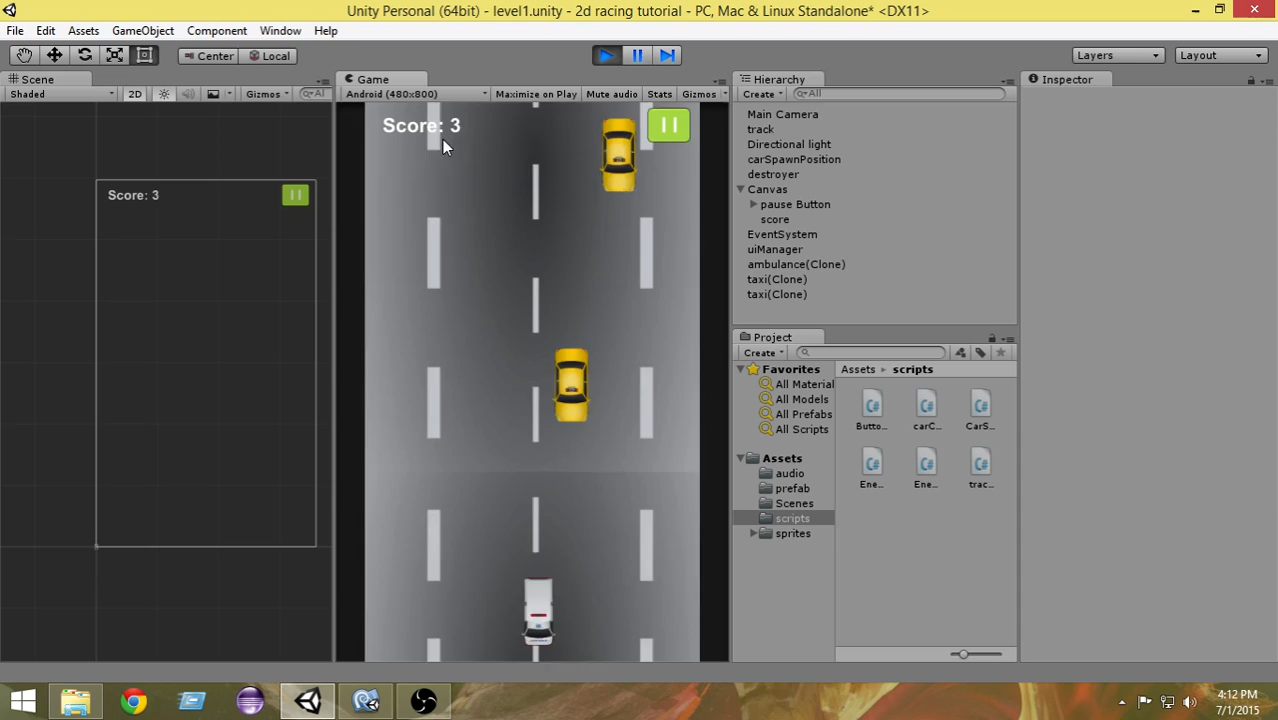 Unity Personal (64bit) - level1.unity - 2d racing tutorial - PC, Mac & Linux Standalone* <DX11>
File Edit Assets GameObject Component Window Help
Center Local Layers Layout
Scene Game Hierarchy Inspector
Shaded 2D Gizmos Al Android (480x800) Maximize on Play Mute audio Stats Gizmos Create All
Score: 3
Score: 3
Main Camera
track
Directional light
carSpawnPosition
destroyer
Canvas
pause Button
score
EventSystem
uiManager
ambulance(Clone)
taxi(Clone)
taxi(Clone)
Project
Create
Favorites
All Material
All Models
All Prefabs
All Scripts
Assets
audio
prefab
Scenes
scripts
sprites
Assets scripts
C# C# C#
Butto... carC... CarS...
C# C# C#
Ene... Ene... trac...
4:12 PM
7/1/2015